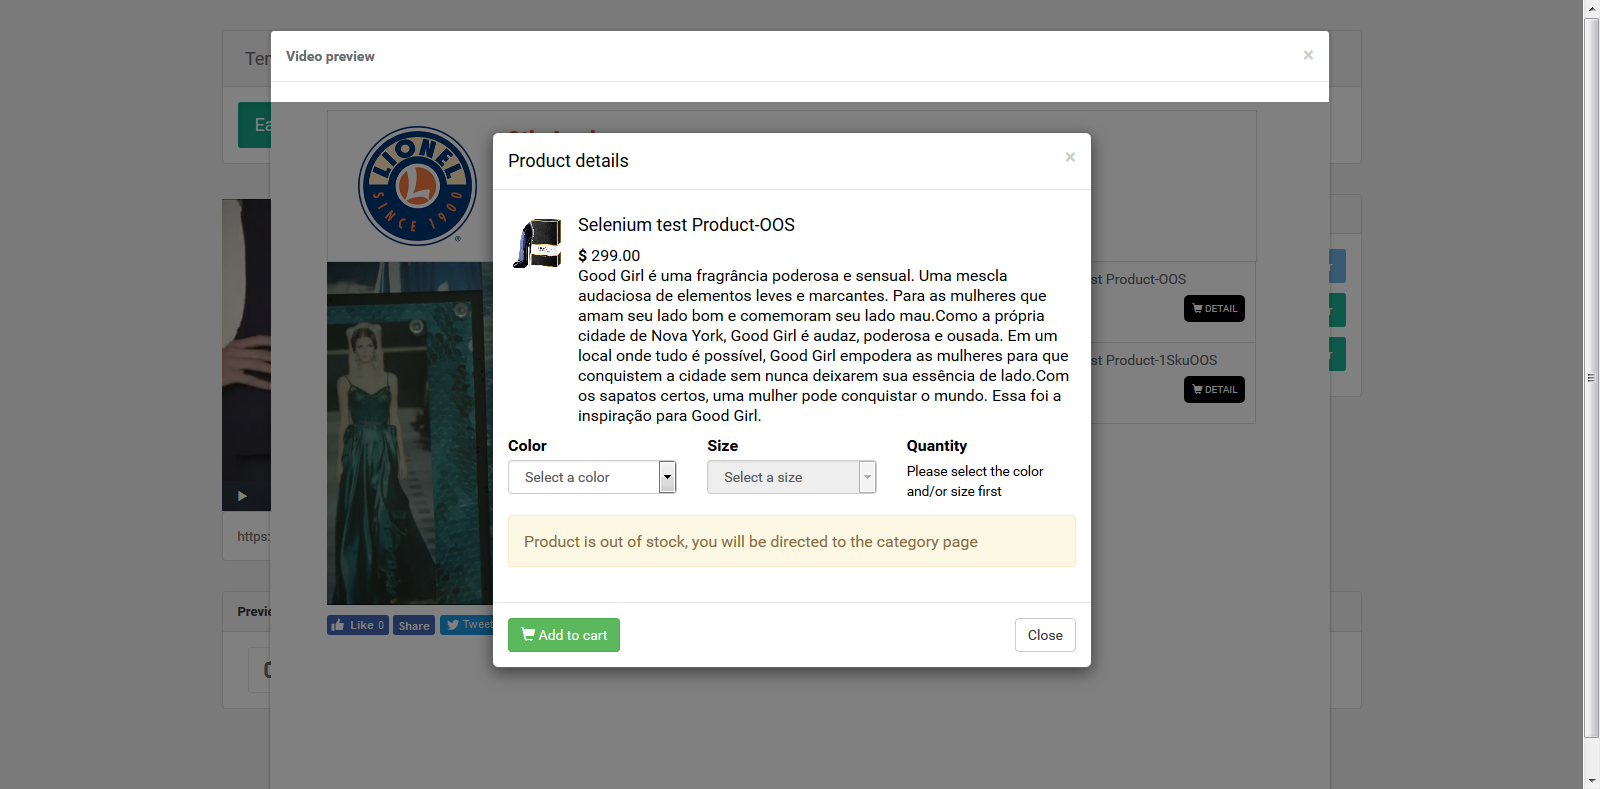 Video preview
×
LIONEL
L
SINCE 1900
®
Product details
×
Selenium test Product-OOS
$ 299.00
Good Girl é uma fragrância poderosa e sensual. Uma mescla
audaciosa de elementos leves e marcantes. Para as mulheres que
amam seu lado bom e comemoram seu lado mau.Como a própria
cidade de Nova York, Good Girl é audaz, poderosa e ousada. Em um
local onde tudo é possível, Good Girl empodera as mulheres para que
conquistem a cidade sem nunca deixarem sua essência de lado.Com
os sapatos certos, uma mulher pode conquistar o mundo. Essa foi a
inspiração para Good Girl.
Color
Size
Quantity
Select a color
Select a size
Please select the color
and/or size first
Product is out of stock, you will be directed to the category page
Add to cart
Close
st Product-OOS
DETAIL
st Product-1SkuOOS
DETAIL
https:
Previe
Like 0
Share
Tweet